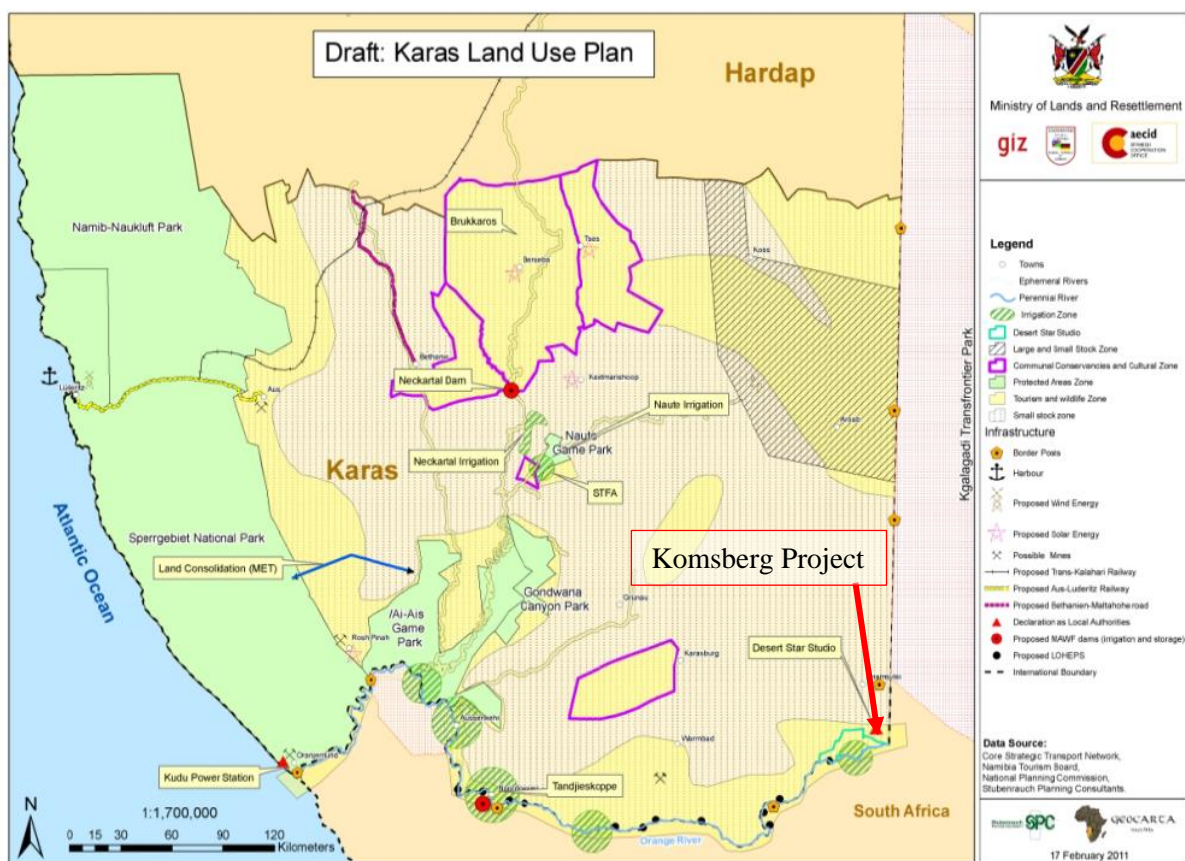 Draft: Karas Land Use Plan
Hardap
Namib-Naukluft Park
Brukkaros
Tses
Berseba
Koes
Bethanie
Lüderitz
Aus
Neckartal Dam
Keetmanshoop
Naute Irrigation
Aroab
Naute
Game Park
Neckartal Irrigation
Karas
STFA
Atlantic Ocean
Sperrgebiet National Park
Land Consolidation (MET)
Komsberg Project
Gondwana
Canyon Park
/Ai-Ais
Game
Park
Grunau
Rosh Pinah
Karasburg
Desert Star Studio
Aussenkehr
Warmbad
Oranjemund
Kudu Power Station
Tandjieskoppe
South Africa
Orange River
Kgalagadi Transfrontier Park
N
1:1,700,000
0 15 30 60 90 120
Kilometers
Ministry of Lands and Resettlement
giz
aecid
Legend
Towns
Ephemeral Rivers
Perennial River
Irrigation Zone
Desert Star Studio
Large and Small Stock Zone
Communal Conservancies and Cultural Zone
Protected Areas Zone
Tourism and wildlife Zone
Small stock zone
Infrastructure
Border Posts
Harbour
Proposed Wind Energy
Proposed Solar Energy
Possible Mines
Proposed Trans-Kalahari Railway
Proposed Aus-Luderitz Railway
Proposed Bethanien-Maltahohe road
Declaration as Local Authorities
Proposed MAWF dams (irrigation and storage)
Proposed LOHEPS
International Boundary
Data Source:
Core Strategic Transport Network,
Namibia Tourism Board,
National Planning Commission,
Stubenrauch Planning Consultants.
SPC
GEOCARTA
17 February 2011